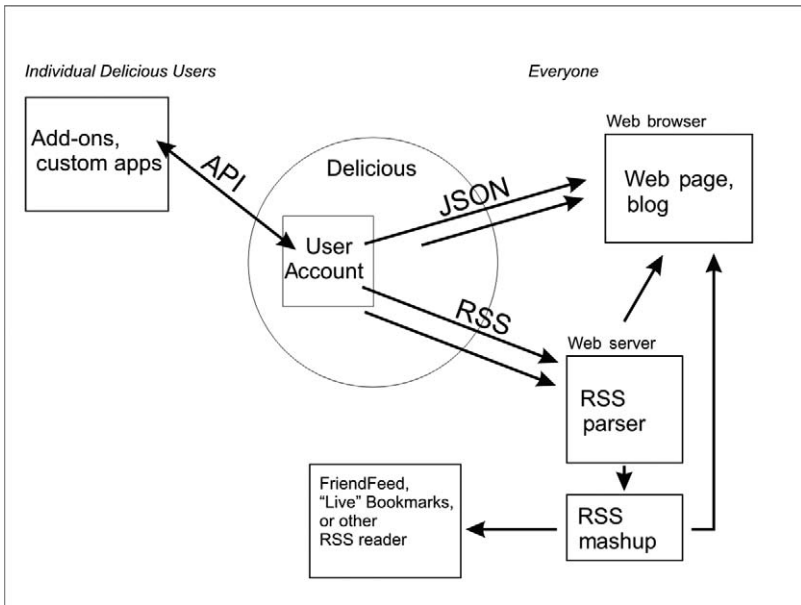 Individual Delicious Users
Everyone
Add-ons,
custom apps
API
Delicious
User
Account
JSON
RSS
Web browser
Web page,
blog
Web server
RSS
parser
RSS
mashup
FriendFeed,
“Live” Bookmarks,
or other
RSS reader